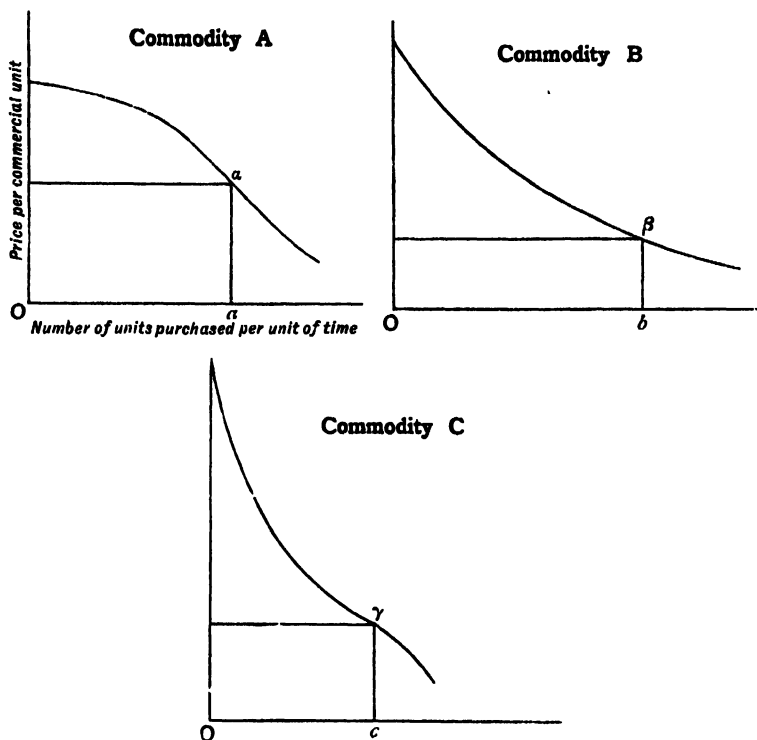 Commodity A
Price per commercial unit
α
O
a
Number of units purchased per unit of time
Commodity B
β
O
b
Commodity C
γ
O
c